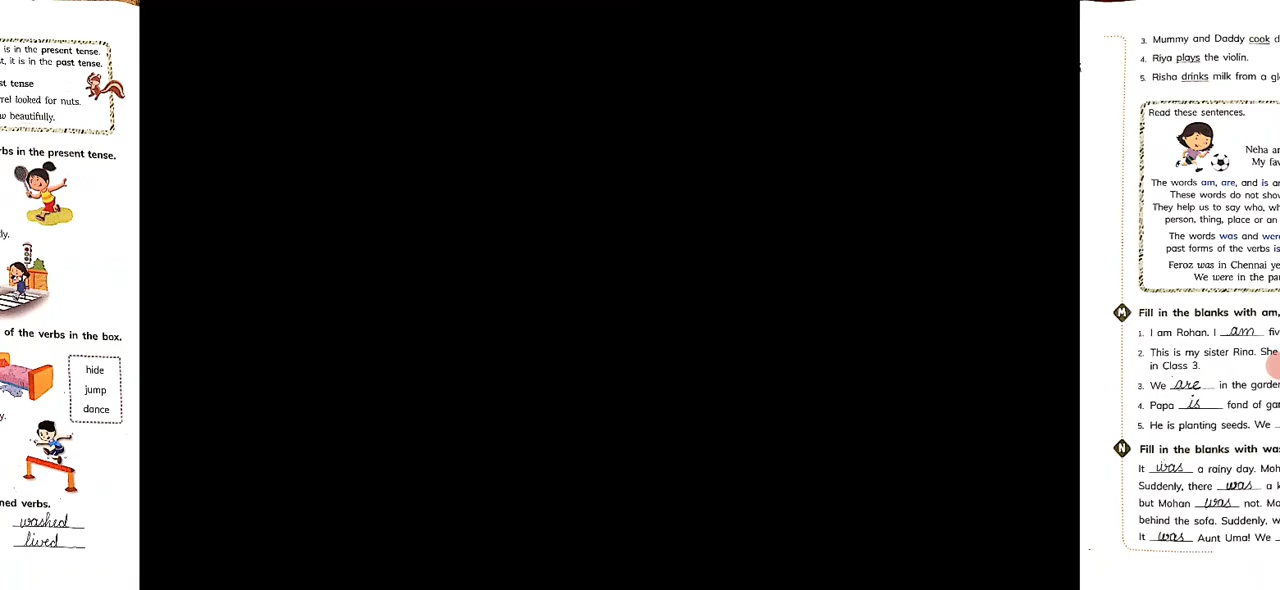 is in the present tense.
t, it is in the past tense.
st tense
rrel looked for nuts.
w beautifully.
rbs in the present tense.
ly.
of the verbs in the box.
hide
jump
dance
y.
ned verbs.
washed
lived
3. Mummy and Daddy cook d
4. Riya plays the violin.
5. Risha drinks milk from a gl
Read these sentences.
Neha an
My fav
The words am, are, and is ar
These words do not sho
They help us to say who, wh
person, thing, place or an
The words was and were
past forms of the verbs is
Feroz was in Chennai ye
We were in the par
M Fill in the blanks with am,
1. I am Rohan. I am fiv
2. This is my sister Rina. She
in Class 3.
3. We are in the garden
4. Papa is fond of gar
5. He is planting seeds. We
N Fill in the blanks with was
It was a rainy day. Moh
Suddenly, there was a k
but Mohan was not. Mo
behind the sofa. Suddenly, w
It was Aunt Uma! We